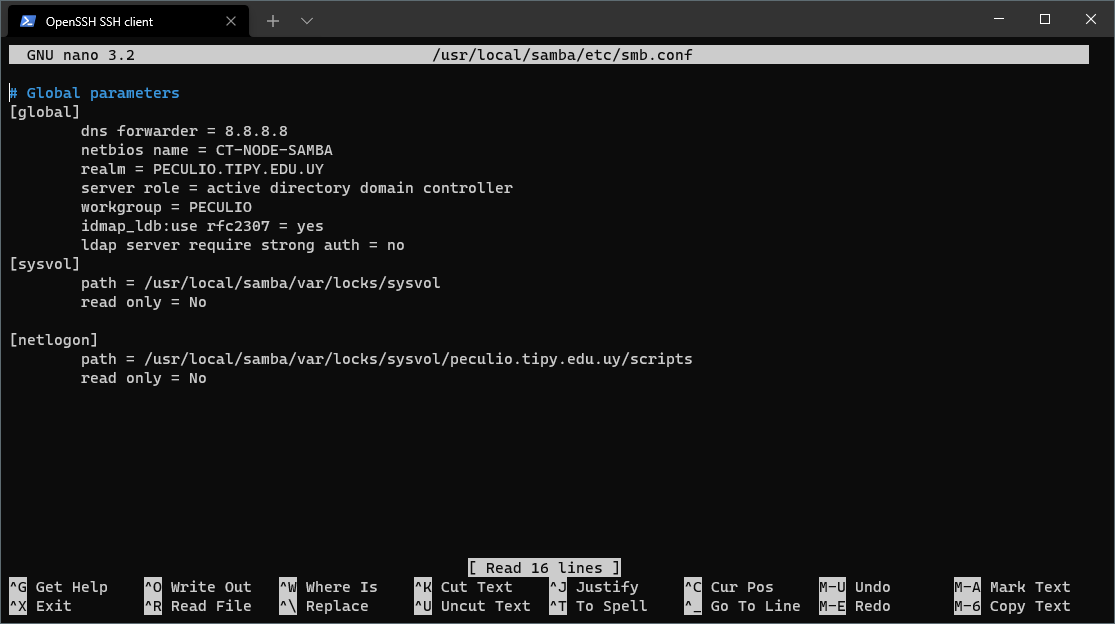 OpenSSH SSH client
GNU nano 3.2 /usr/local/samba/etc/smb.conf
# Global parameters
[global]
dns forwarder = 8.8.8.8
netbios name = CT-NODE-SAMBA
realm = PECULIO.TIPY.EDU.UY
server role = active directory domain controller
workgroup = PECULIO
idmap_ldb:use rfc2307 = yes
ldap server require strong auth = no
[sysvol]
path = /usr/local/samba/var/locks/sysvol
read only = No
[netlogon]
path = /usr/local/samba/var/locks/sysvol/peculio.tipy.edu.uy/scripts
read only = No
[ Read 16 lines ]
^G Get Help ^O Write Out ^W Where Is ^K Cut Text ^J Justify ^C Cur Pos M-U Undo M-A Mark Text
^X Exit ^R Read File ^\ Replace ^U Uncut Text ^T To Spell ^_ Go To Line M-E Redo M-6 Copy Text